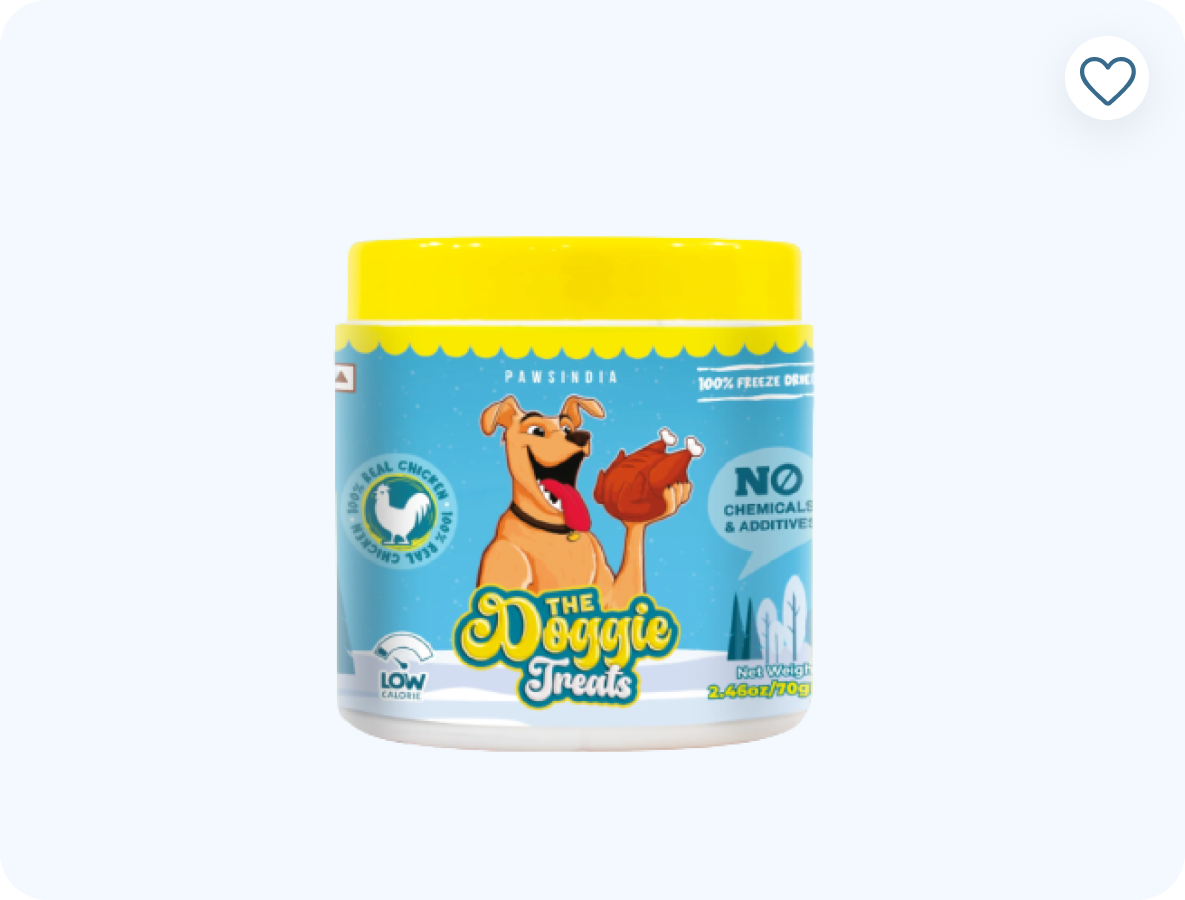 PAWSINDIA
100% FREEZE DRIED
100% REAL CHICKEN · 100% REAL CHICKEN ·
NO
CHEMICALS
& ADDITIVES
THE
Doggie
Treats
LOW
CALORIE
Net Weigh
2.46oz/70g